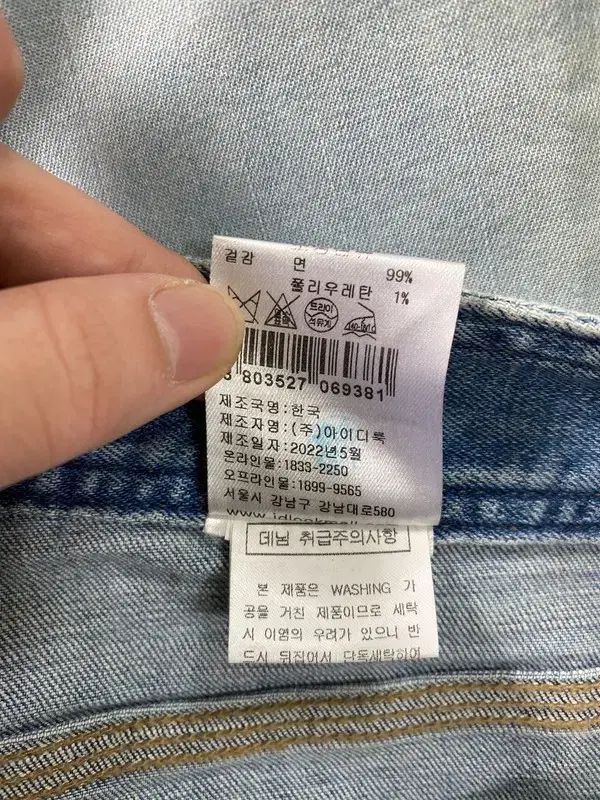 겉감 면 99%
폴리우레탄 1%
드라이
석유계
803527 069381
제조국명:한국
제조자명:(주)아이디룩
제조일자:2022년5월
온라인몰:1833-2250
오프라인몰:1899-9565
서울시 강남구 강남대로580
데님 취급주의사항
본 제품은 WASHING 가
공을 거친 제품이므로 세탁
시 이염의 우려가 있으니 반
드시 뒤집어서 단독세탁하여